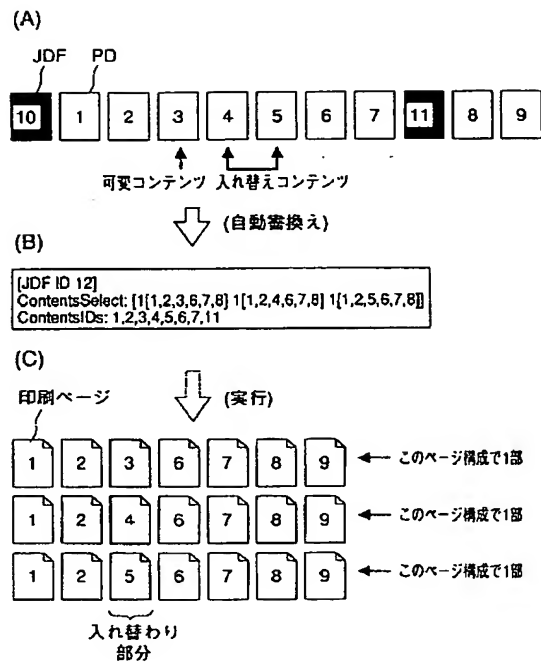 (A)
JDF PD
10 1 2 3 4 5 6 7 11 8 9
可変コンテンツ 入れ替えコンテンツ
(自動書換え)
(B)
[JDF ID 12]
ContentsSelect: [1[1,2,3,6,7,8] 1[1,2,4,6,7,8] 1[1,2,5,6,7,8]]
ContentsIDs: 1,2,3,4,5,6,7,11
(C)
印刷ページ
(実行)
1 2 3 6 7 8 9 このページ構成で1部
1 2 4 6 7 8 9 このページ構成で1部
1 2 5 6 7 8 9 このページ構成で1部
入れ替わり
部分